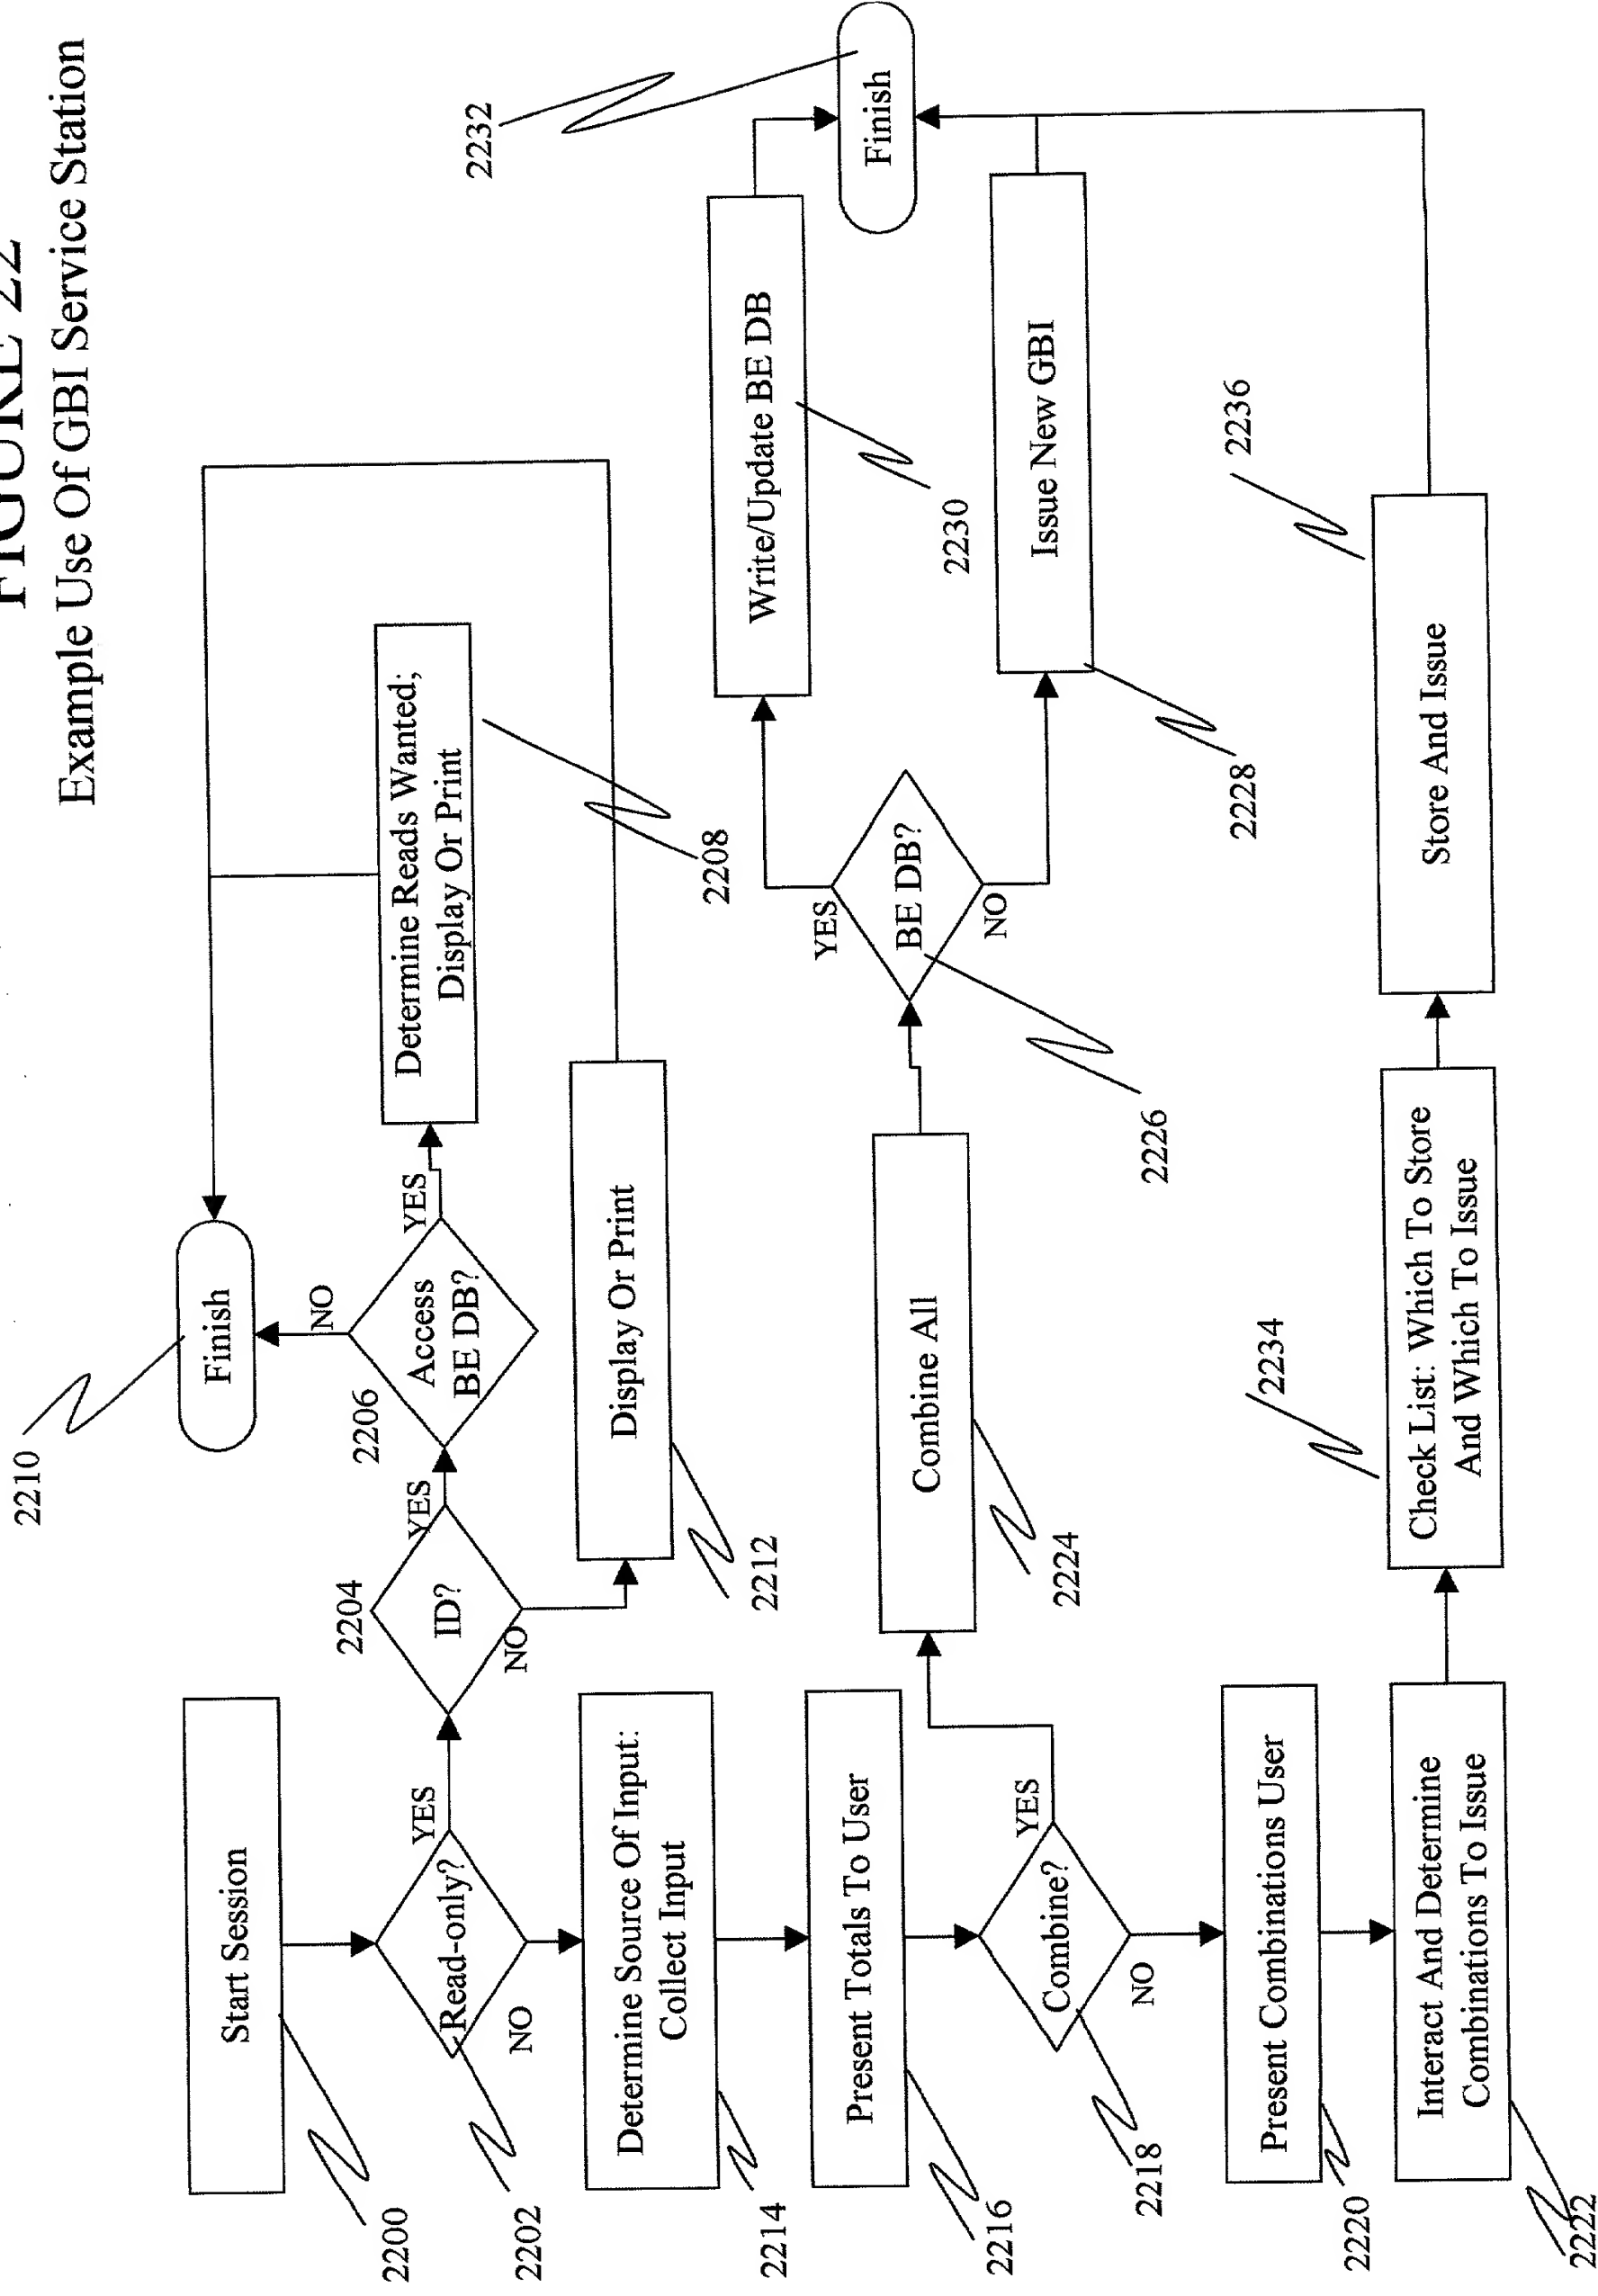 FIGURE 22
Example Use Of GBI Service Station
2200
Start Session
2202
Read-only?
YES
NO
2204
ID?
YES
NO
2206
Access
BE DB?
YES
NO
2210
Finish
Determine Reads Wanted;
Display Or Print
2208
Display Or Print
2212
2214
Determine Source Of Input:
Collect Input
2216
Present Totals To User
2218
Combine?
YES
NO
Combine All
2224
BE DB?
2226
YES
NO
Write/Update BE DB
2230
Issue New GBI
2228
Finish
2232
2220
Present Combinations User
2222
Interact And Determine
Combinations To Issue
2234
Check List: Which To Store
And Which To Issue
Store And Issue
2236